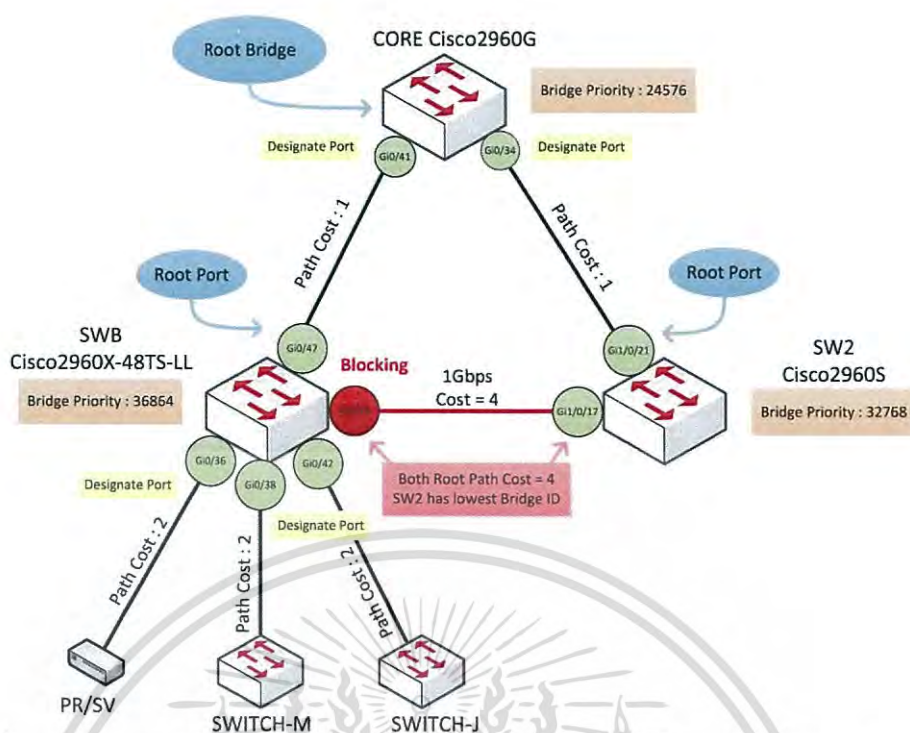 CORE Cisco2960G
Root Bridge
Bridge Priority : 24576
Designate Port
Gi0/41
Gi0/34
Designate Port
Path Cost : 1
Path Cost : 1
Root Port
Root Port
SWB
Cisco2960X-48TS-LL
Bridge Priority : 36864
Gi0/47
Blocking
1Gbps
Cost = 4
Gi1/0/21
Gi1/0/17
SW2
Cisco2960S
Bridge Priority : 32768
Gi0/36
Gi0/38
Gi0/42
Designate Port
Designate Port
Both Root Path Cost = 4
SW2 has lowest Bridge ID
Path Cost : 2
Path Cost : 2
Path Cost : 2
PR/SV
SWITCH-M
SWITCH-J